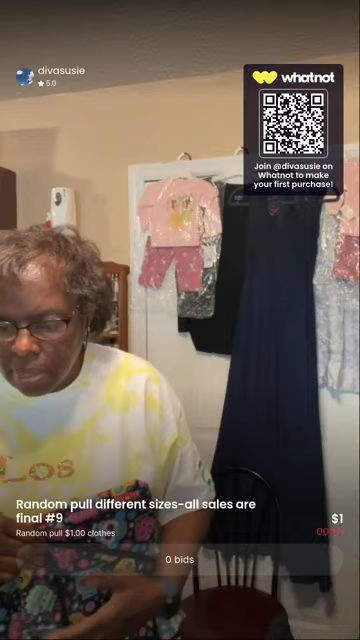 divasusie
5.0
whatnot
Join @divasusie on
Whatnot to make
your first purchase!
Los
Random pull different sizes-all sales are
final #9
$1
Random pull $1.00 clothes
0 bids